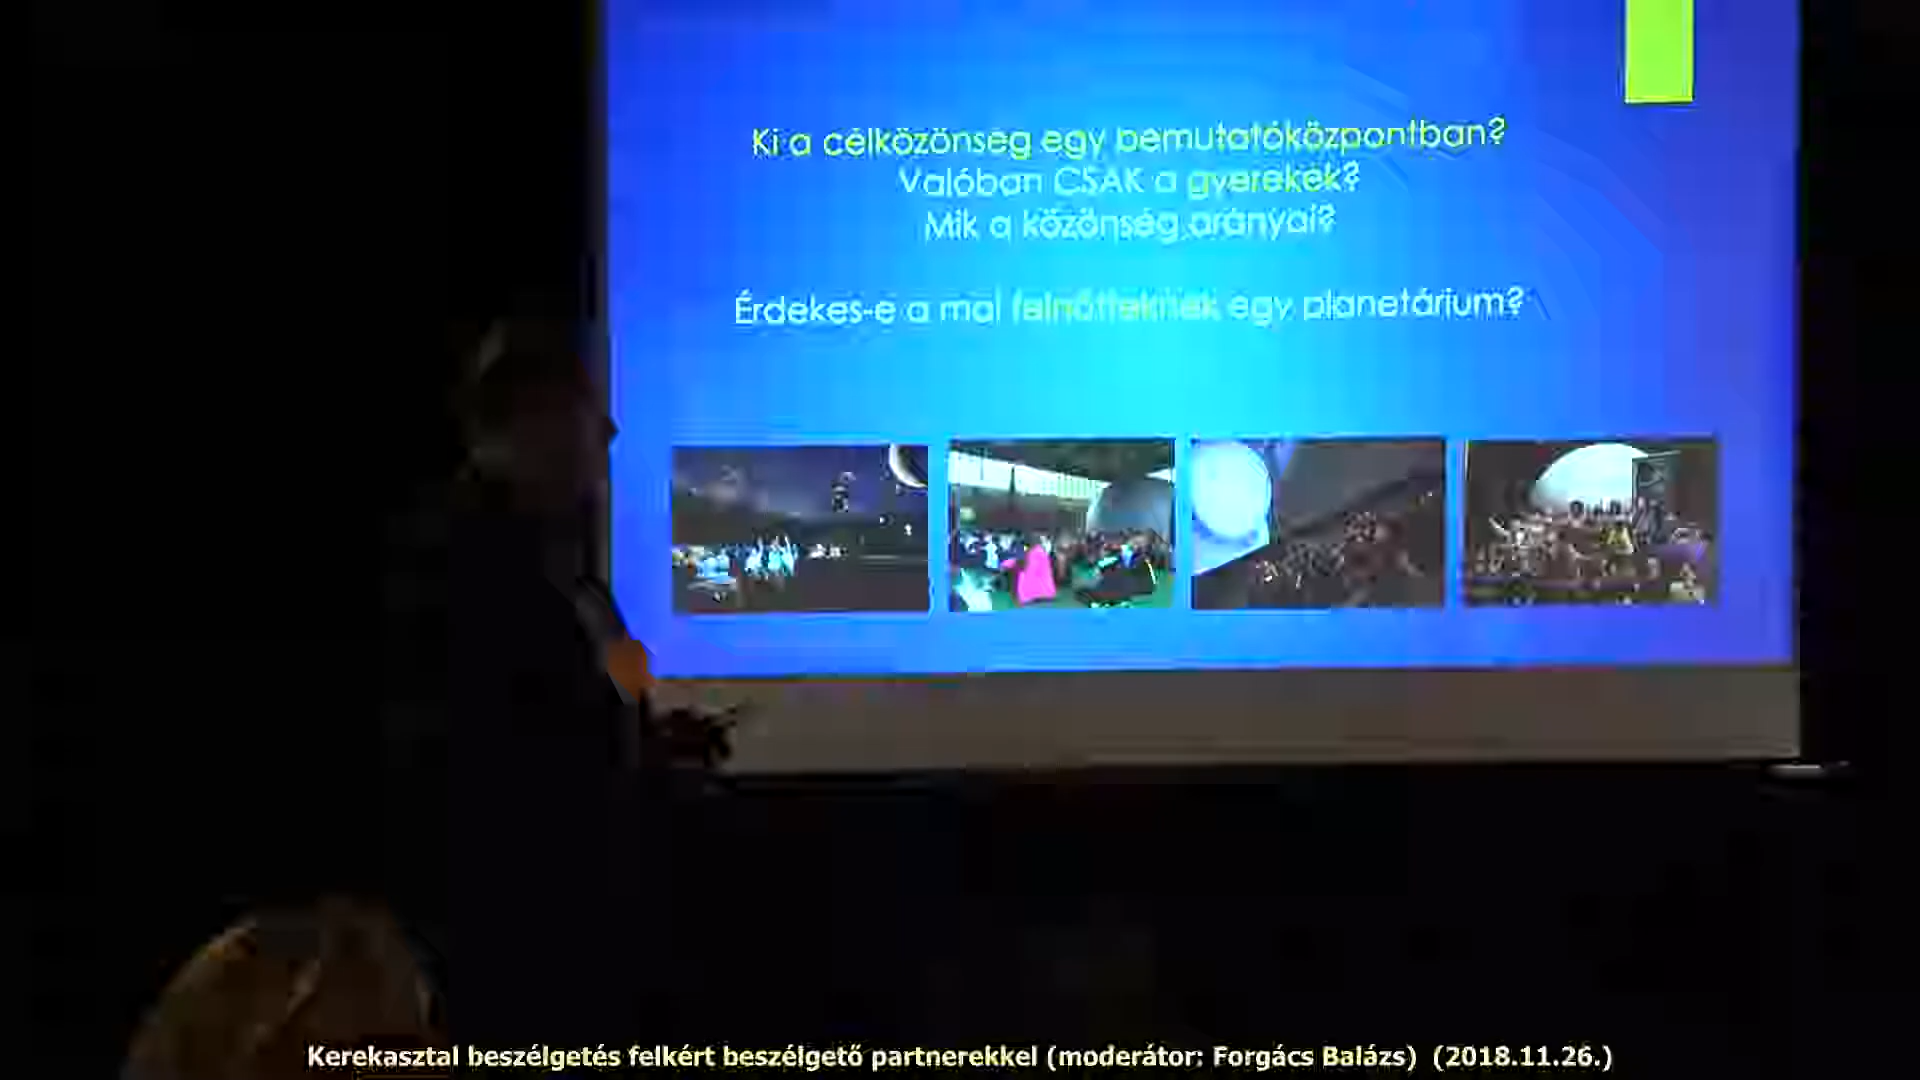 Ki a célközönség egy bemutatóközpontban?
Valóban CSAK a gyerekek?
Mik a közönség arányai?
Érdekes-e a mai felnőtteknek egy planetárium?
Kerekasztal beszélgetés felkért beszélgető partnerekkel (moderátor: Forgács Balázs) (2018.11.26.)